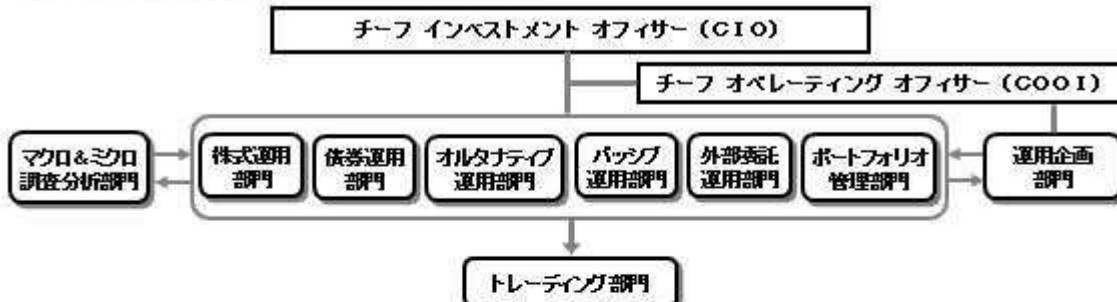 チーフ インベストメント オフィサー (CIO)
チーフ オペレーティング オフィサー (COOI)
マクロ&ミクロ
調査分析部門
株式運用
部門
債券運用
部門
オルタナティブ
運用部門
パッシブ
運用部門
外部委託
運用部門
ポートフォリオ
管理部門
運用企画
部門
トレーディング部門